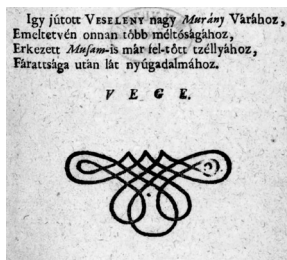 Igy jútott VESELENY nagy Murány Várához,
Emeltetvén onnan több méltóságához,
Erkezett Musam-is már fel-tött tzéllyához,
Fárattsága után lát nyúgadalmához.
VEGE.